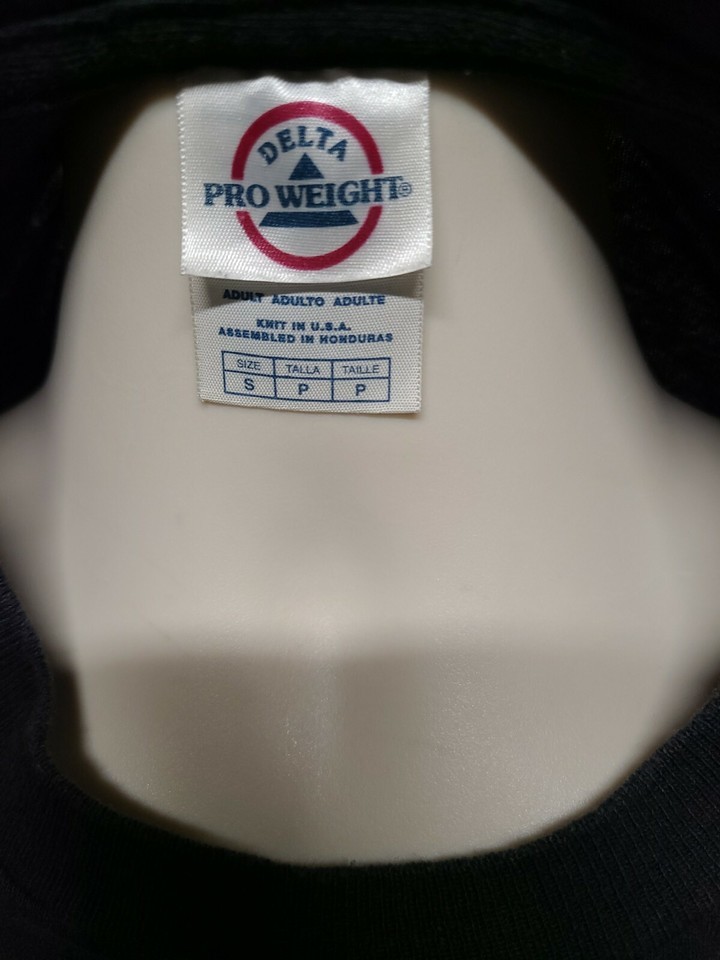 DELTA
PRO WEIGHT®
ADULT ADULTO ADULTE
KNIT IN U.S.A.
ASSEMBLED IN HONDURAS
SIZE TALLA TAILLE
S P P